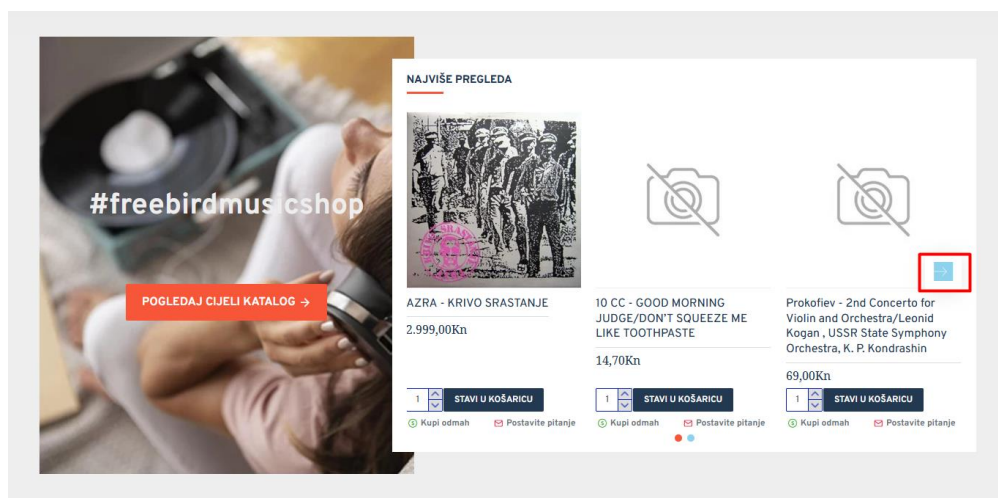 #freebirdmusicshop
POGLEDAJ CIJELI KATALOG →
NAJVIŠE PREGLEDA
AZRA - KRIVO SRASTANJE
2.999,00Kn
1
STAVI U KOŠARICU
Kupi odmah
Postavite pitanje
10 CC - GOOD MORNING
JUDGE/DON'T SQUEEZE ME
LIKE TOOTHPASTE
14,70Kn
1
STAVI U KOŠARICU
Kupi odmah
Postavite pitanje
Prokofiev - 2nd Concerto for
Violin and Orchestra/Leonid
Kogan , USSR State Symphony
Orchestra, K. P. Kondrashin
69,00Kn
1
STAVI U KOŠARICU
Kupi odmah
Postavite pitanje